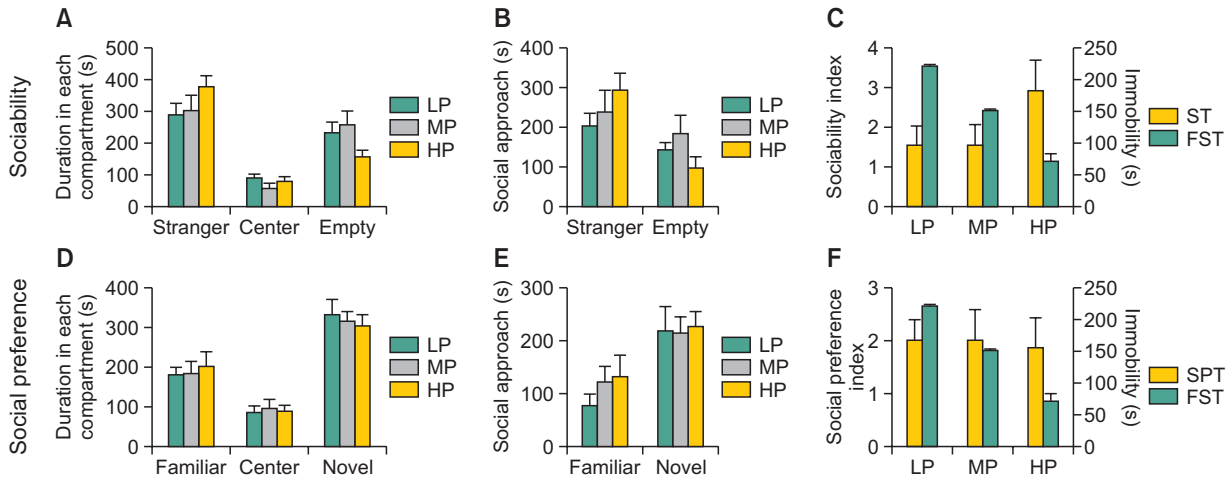 A
B
C
Sociability
Duration in each
compartment (s)
500
400
300
200
100
0
Stranger
Center
Empty
LP
MP
HP
Social approach (s)
400
300
200
100
0
Stranger
Empty
LP
MP
HP
Sociability index
4
3
2
1
0
LP
MP
HP
250
200
150
100
50
0
Immobility (s)
ST
FST
D
E
F
Social preference
Duration in each
compartment (s)
400
300
200
100
0
Familiar
Center
Novel
LP
MP
HP
Social approach (s)
300
200
100
0
Familiar
Novel
LP
MP
HP
Social preference
index
3
2
1
0
LP
MP
HP
250
200
150
100
50
0
Immobility (s)
SPT
FST